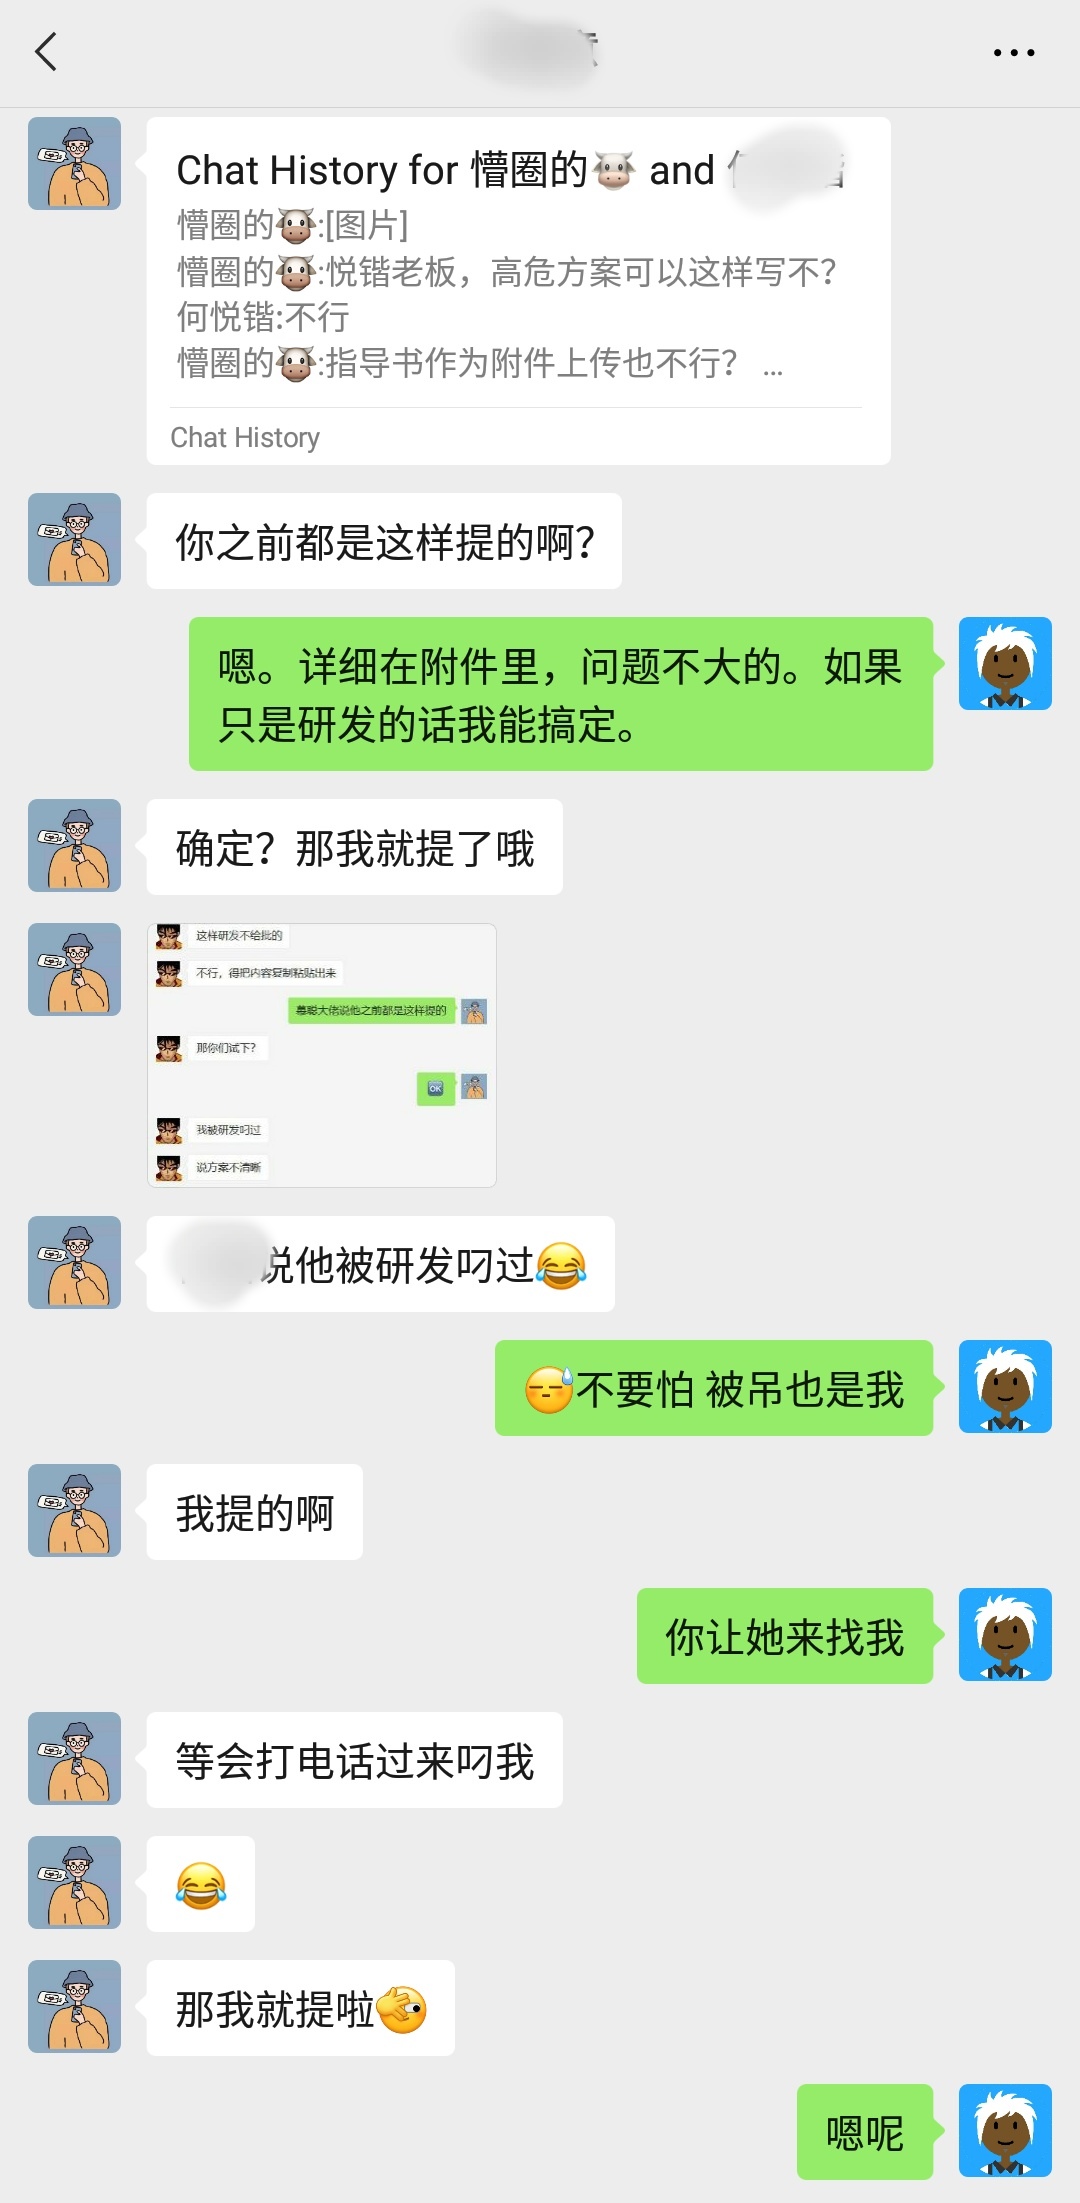 Chat History for 懵圈的🐮 and
懵圈的🐮:[图片]
懵圈的🐮:悦锴老板，高危方案可以这样写不？
何悦锴:不行
懵圈的🐮:指导书作为附件上传也不行？ ...
Chat History
你之前都是这样提的啊？
嗯。详细在附件里，问题不大的。如果
只是研发的话我能搞定。
确定？那我就提了哦
这样研发不给批的
不行，得把内容复制粘贴出来
慕聪大佬说他之前都是这样提的
那你们试下？
🆗
我被研发叼过
说方案不清晰
说他被研发叼过😂
😓不要怕 被吊也是我
我提的啊
你让她来找我
等会打电话过来叼我
😂
那我就提啦🫣
嗯呢